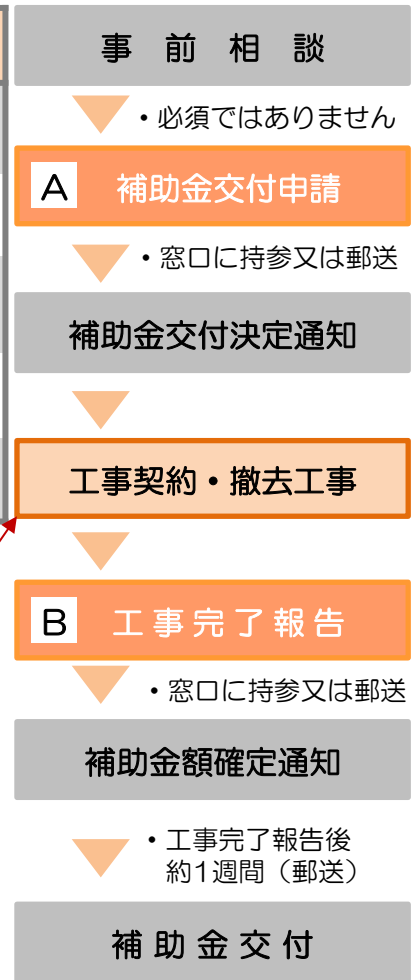 事前相談
・必須ではありません
A 補助金交付申請
・窓口に持参又は郵送
補助金交付決定通知
工事契約・撤去工事
B 工事完了報告
・窓口に持参又は郵送
補助金額確定通知
・工事完了報告後
約1週間（郵送）
補助金交付